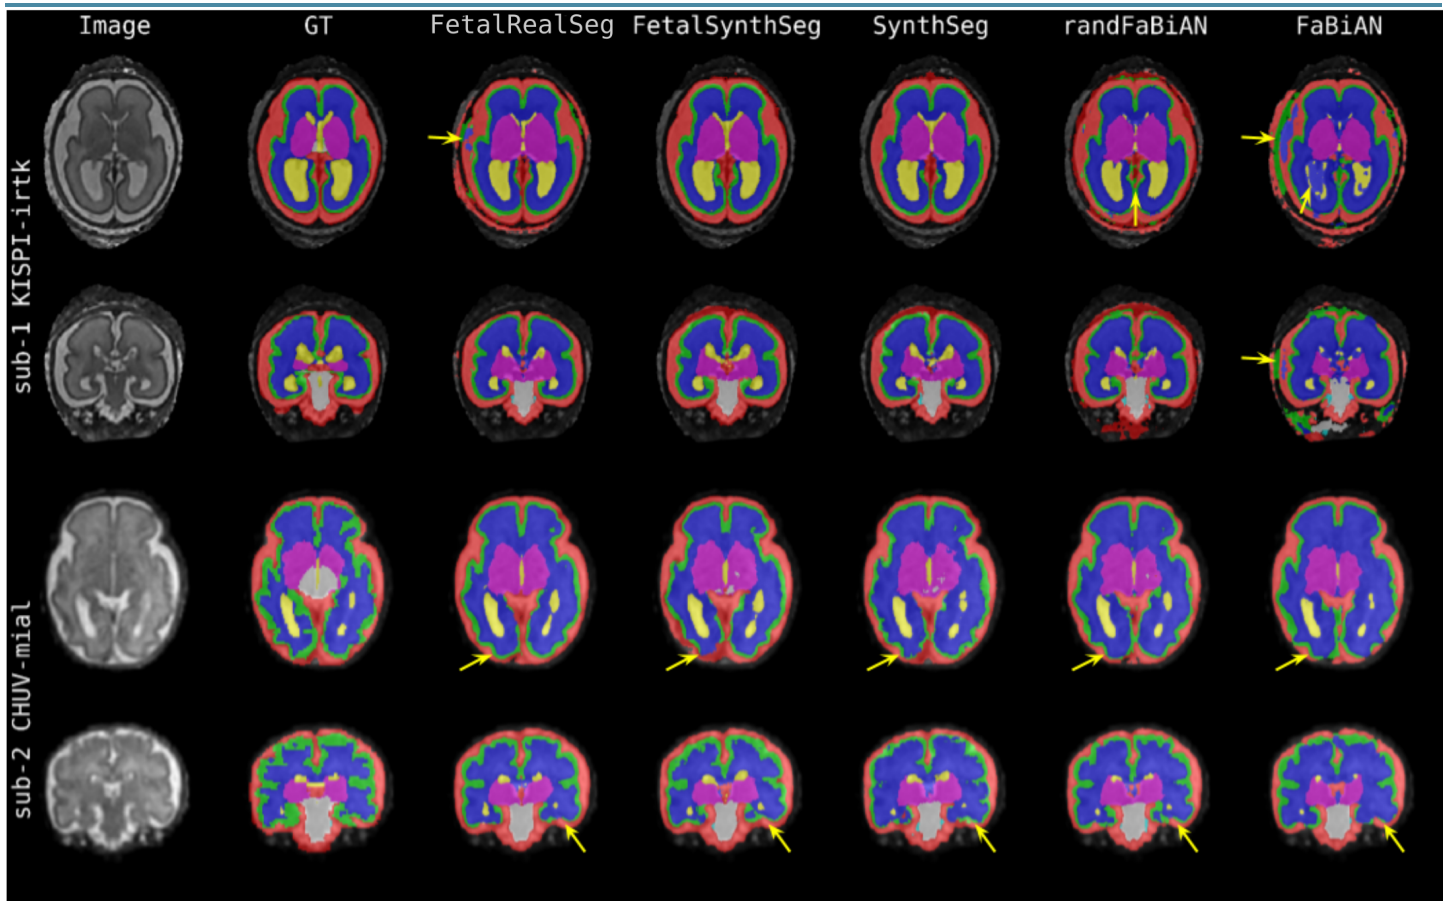 Image GT FetalRealSeg FetalSynthSeg SynthSeg randFaBiAN FaBiAN
sub-1 KISPI-irtk
sub-2 CHUV-mial